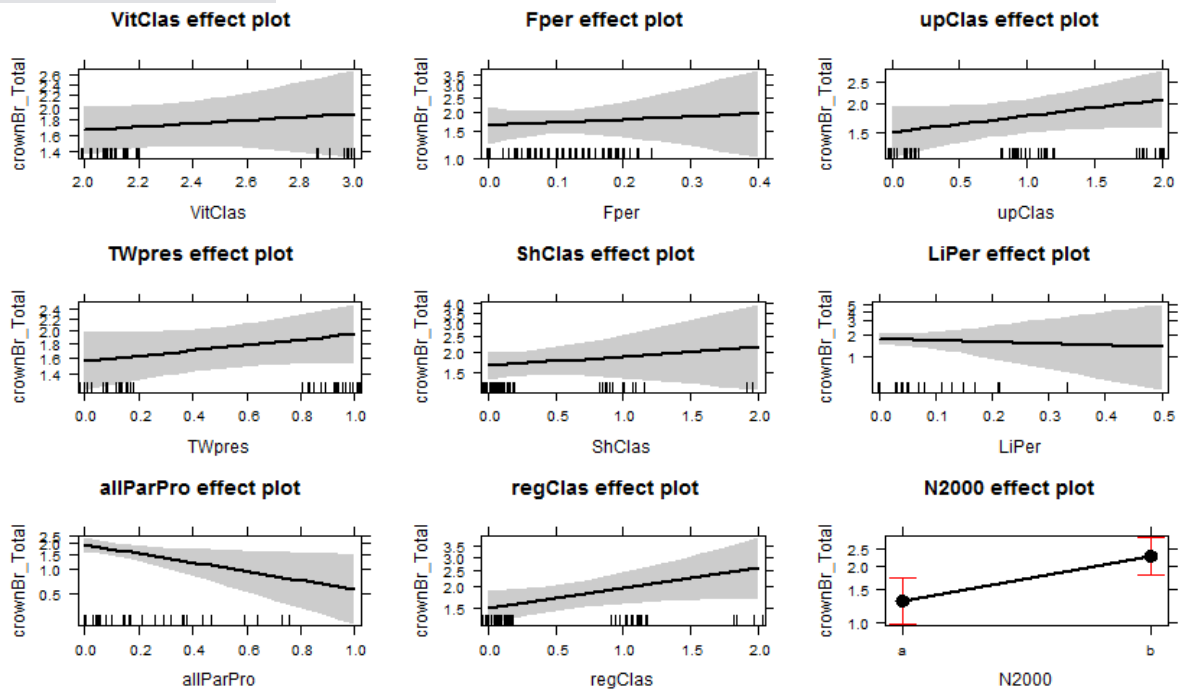 VitClas effect plot
crownBr_Total
2.6
2.4
2.2
2.0
1.8
1.6
1.4
2.0 2.2 2.4 2.6 2.8 3.0
VitClas
Fper effect plot
crownBr_Total
3.5
3.0
2.5
2.0
1.5
1.0
0.0 0.1 0.2 0.3 0.4
Fper
upClas effect plot
crownBr_Total
2.5
2.0
1.5
0.0 0.5 1.0 1.5 2.0
upClas
TWpres effect plot
crownBr_Total
2.4
2.2
2.0
1.8
1.6
1.4
0.0 0.2 0.4 0.6 0.8 1.0
TWpres
ShClas effect plot
crownBr_Total
4.0
3.5
3.0
2.5
2.0
1.5
0.0 0.5 1.0 1.5 2.0
ShClas
LiPer effect plot
crownBr_Total
5
4
3
2
1
0.0 0.1 0.2 0.3 0.4 0.5
LiPer
allParPro effect plot
crownBr_Total
2.5
2.0
1.5
1.0
0.5
0.0 0.2 0.4 0.6 0.8 1.0
allParPro
regClas effect plot
crownBr_Total
3.5
3.0
2.5
2.0
1.5
0.0 0.5 1.0 1.5 2.0
regClas
N2000 effect plot
crownBr_Total
2.5
2.0
1.5
1.0
a b
N2000